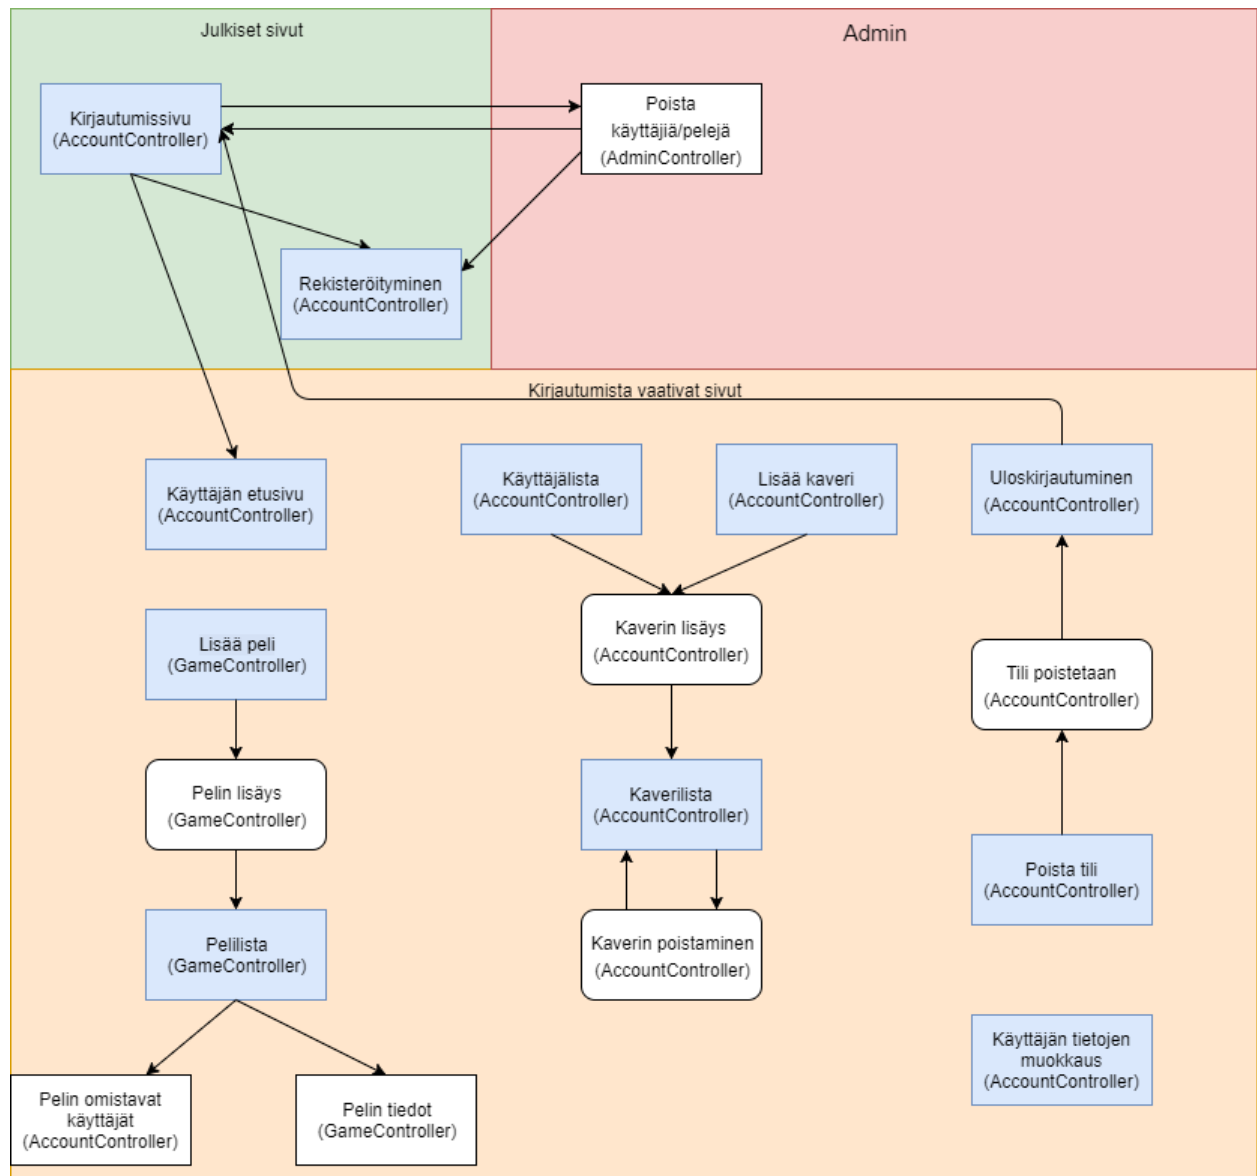 Julkiset sivut
Admin
Kirjautumissivu
(AccountController)
Poista
käyttäjiä/pelejä
(AdminController)
Rekisteröityminen
(AccountController)
Kirjautumista vaativat sivut
Käyttäjän etusivu
(AccountController)
Käyttäjälista
(AccountController)
Lisää kaveri
(AccountController)
Uloskirjautuminen
(AccountController)
Lisää peli
(GameController)
Kaverin lisäys
(AccountController)
Tili poistetaan
(AccountController)
Pelin lisäys
(GameController)
Kaverilista
(AccountController)
Poista tili
(AccountController)
Pelilista
(GameController)
Kaverin poistaminen
(AccountController)
Käyttäjän tietojen
muokkaus
(AccountController)
Pelin omistavat
käyttäjät
(AccountController)
Pelin tiedot
(GameController)